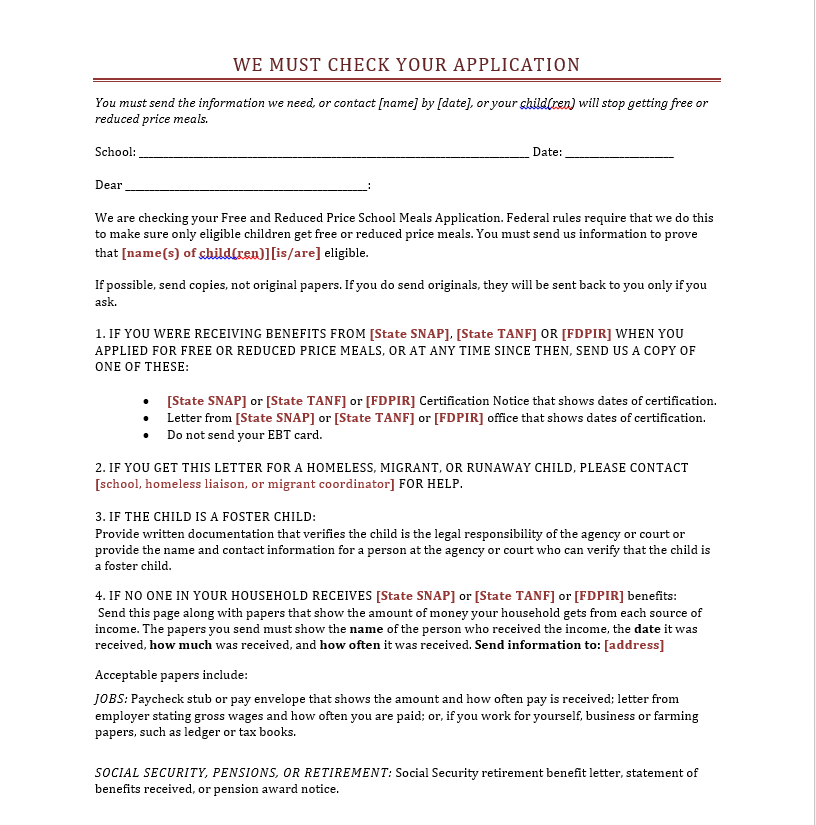 WE MUST CHECK YOUR APPLICATION
You must send the information we need, or contact [name] by [date], or your child(ren) will stop getting free or
reduced price meals.
School: ______________________________________________________________________________ Date: ______________________
Dear _________________________________________________:
We are checking your Free and Reduced Price School Meals Application. Federal rules require that we do this
to make sure only eligible children get free or reduced price meals. You must send us information to prove
that [name(s) of child(ren)][is/are] eligible.
If possible, send copies, not original papers. If you do send originals, they will be sent back to you only if you
ask.
1. IF YOU WERE RECEIVING BENEFITS FROM [State SNAP], [State TANF] OR [FDPIR] WHEN YOU
APPLIED FOR FREE OR REDUCED PRICE MEALS, OR AT ANY TIME SINCE THEN, SEND US A COPY OF
ONE OF THESE:
• [State SNAP] or [State TANF] or [FDPIR] Certification Notice that shows dates of certification.
• Letter from [State SNAP] or [State TANF] or [FDPIR] office that shows dates of certification.
• Do not send your EBT card.
2. IF YOU GET THIS LETTER FOR A HOMELESS, MIGRANT, OR RUNAWAY CHILD, PLEASE CONTACT
[school, homeless liaison, or migrant coordinator] FOR HELP.
3. IF THE CHILD IS A FOSTER CHILD:
Provide written documentation that verifies the child is the legal responsibility of the agency or court or
provide the name and contact information for a person at the agency or court who can verify that the child is
a foster child.
4. IF NO ONE IN YOUR HOUSEHOLD RECEIVES [State SNAP] or [State TANF] or [FDPIR] benefits:
Send this page along with papers that show the amount of money your household gets from each source of
income. The papers you send must show the name of the person who received the income, the date it was
received, how much was received, and how often it was received. Send information to: [address]
Acceptable papers include:
JOBS: Paycheck stub or pay envelope that shows the amount and how often pay is received; letter from
employer stating gross wages and how often you are paid; or, if you work for yourself, business or farming
papers, such as ledger or tax books.
SOCIAL SECURITY, PENSIONS, OR RETIREMENT: Social Security retirement benefit letter, statement of
benefits received, or pension award notice.